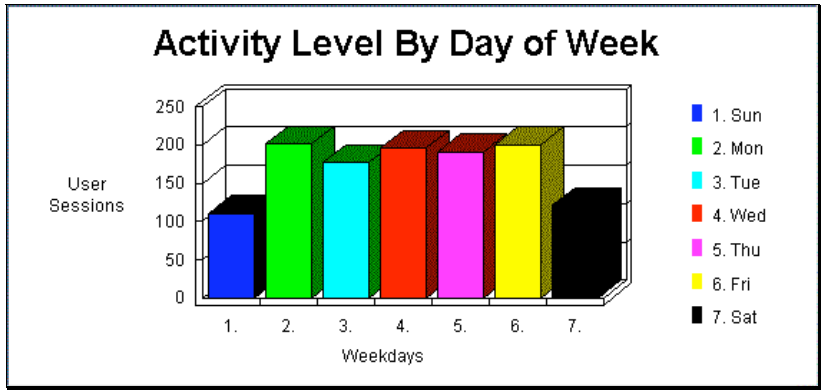 Activity Level By Day of Week
250
200
150
100
50
0
User
Sessions
1. 2. 3. 4. 5. 6. 7.
Weekdays
1. Sun
2. Mon
3. Tue
4. Wed
5. Thu
6. Fri
7. Sat